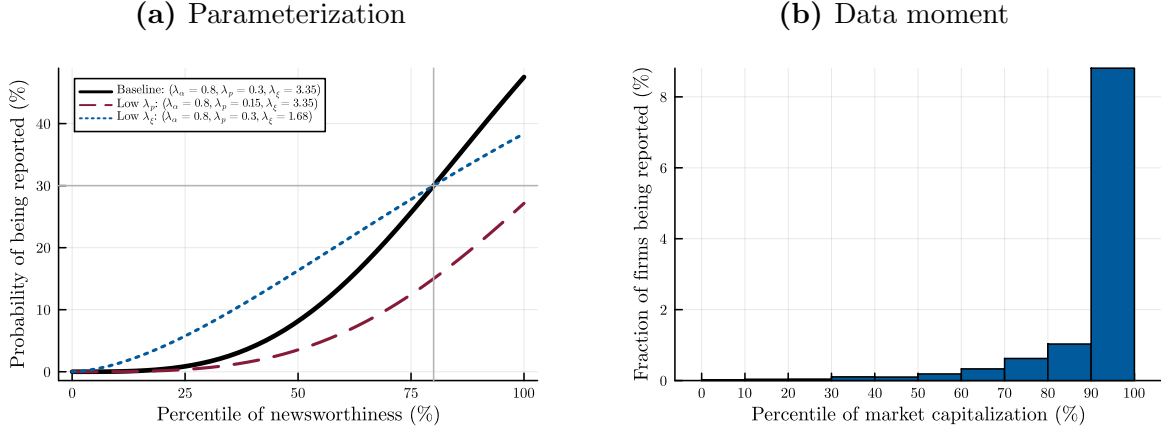 (a) Parameterization
Probability of being reported (%)
40
30
20
10
0
Baseline: (λα = 0.8, λp = 0.3, λξ = 3.35)
Low λp: (λα = 0.8, λp = 0.15, λξ = 3.35)
Low λξ: (λα = 0.8, λp = 0.3, λξ = 1.68)
0 25 50 75 100
Percentile of newsworthiness (%)
(b) Data moment
Fraction of firms being reported (%)
8
6
4
2
0
0 10 20 30 40 50 60 70 80 90 100
Percentile of market capitalization (%)